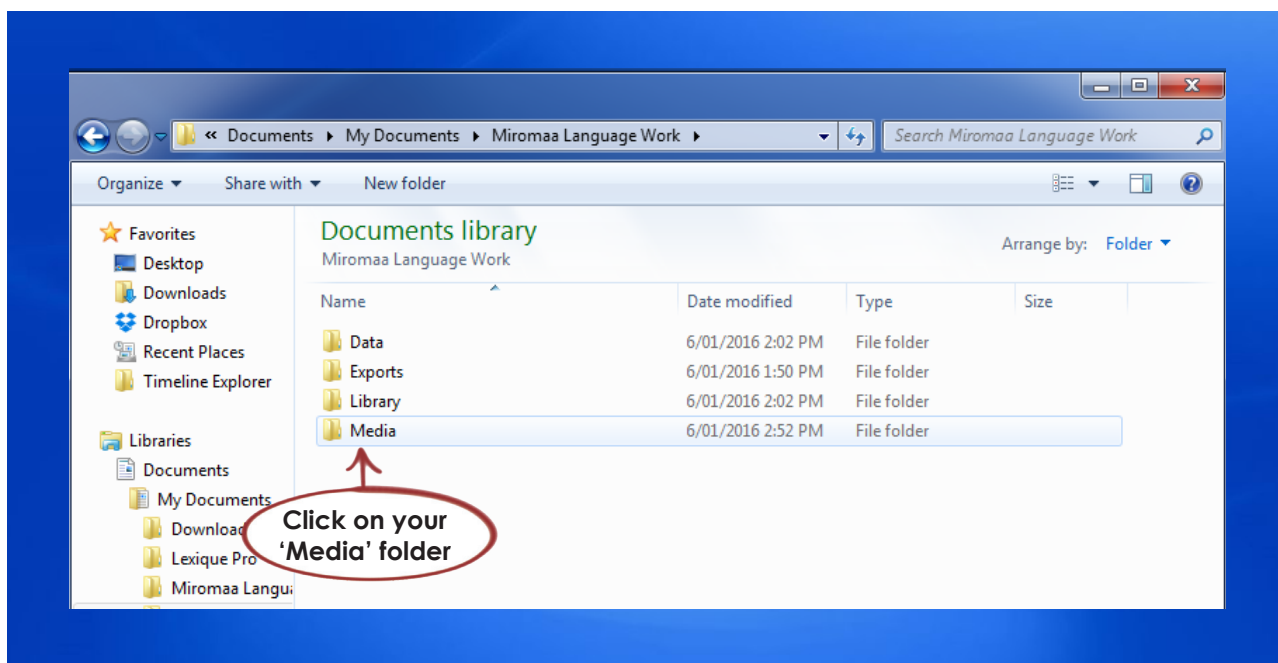 « Documents ▸ My Documents ▸ Miromaa Language Work ▸
Search Miromaa Language Work
Organize ▾ Share with ▾ New folder
Favorites
Desktop
Downloads
Dropbox
Recent Places
Timeline Explorer
Libraries
Documents
My Documents
Downloa
Lexique Pro
Miromaa Langu
Documents library
Miromaa Language Work
Arrange by: Folder ▾
Name Date modified Type Size
Data 6/01/2016 2:02 PM File folder
Exports 6/01/2016 1:50 PM File folder
Library 6/01/2016 2:02 PM File folder
Media 6/01/2016 2:52 PM File folder
Click on your
‘Media’ folder